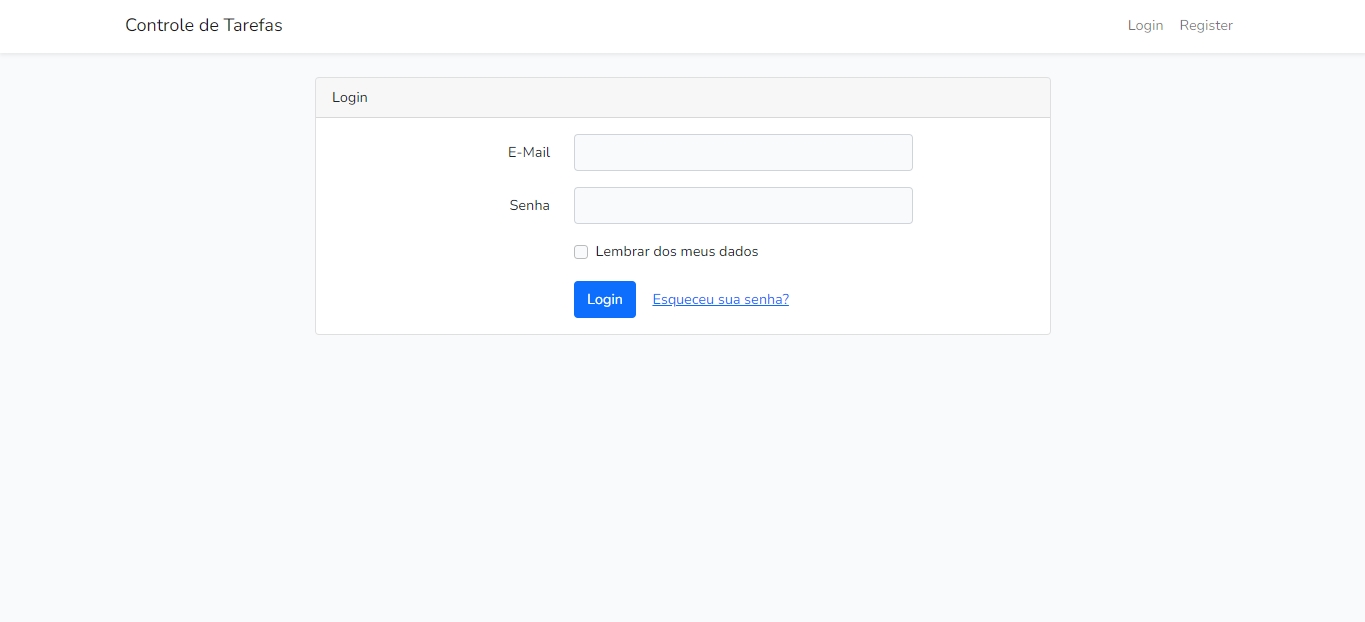 Controle de Tarefas Login Register
Login
E-Mail
Senha
Lembrar dos meus dados
Login Esqueceu sua senha?